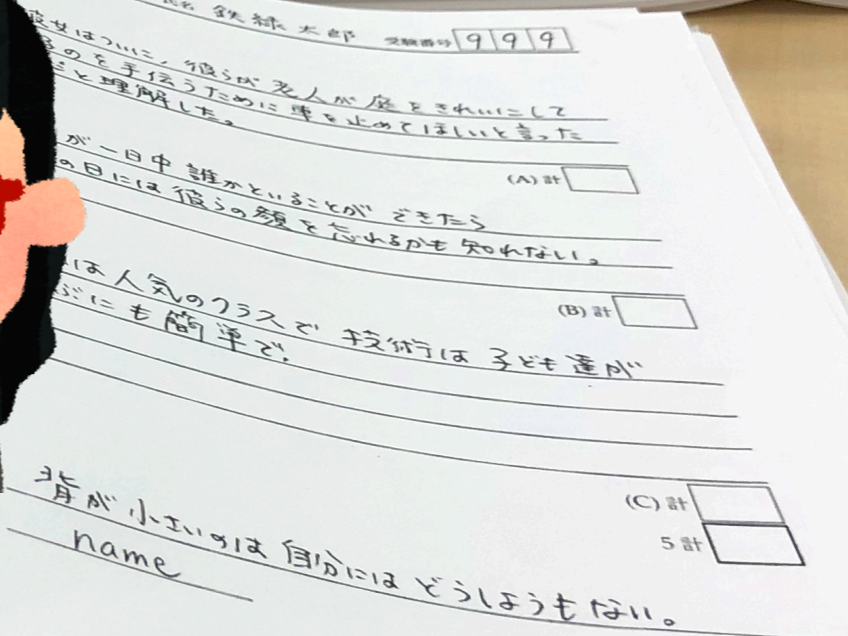 氏名 鉄緑太郎 受験番号 999
彼女はついに、彼らが老人が庭をきれいにして
るのを手伝うために車を止めてほしいと言った
と理解した。
(A)計
が一日中誰かといることができたら
の日には彼らの顔を忘れるかも知れない。
(B)計
は人気のクラスで技術は子ども達が
ぶにも簡単で、
(C)計
5計
背が小さいのは自分にはどうしようもない。
name